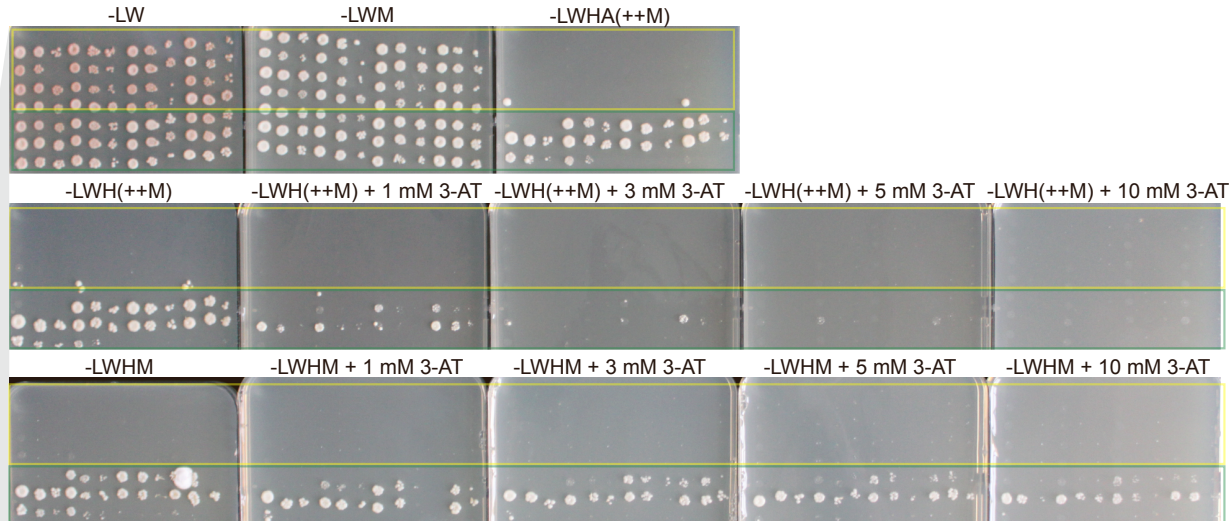 -LW -LWM -LWHA(++M)
-LWH(++M) -LWH(++M) + 1 mM 3-AT -LWH(++M) + 3 mM 3-AT -LWH(++M) + 5 mM 3-AT -LWH(++M) + 10 mM 3-AT
-LWHM -LWHM + 1 mM 3-AT -LWHM + 3 mM 3-AT -LWHM + 5 mM 3-AT -LWHM + 10 mM 3-AT